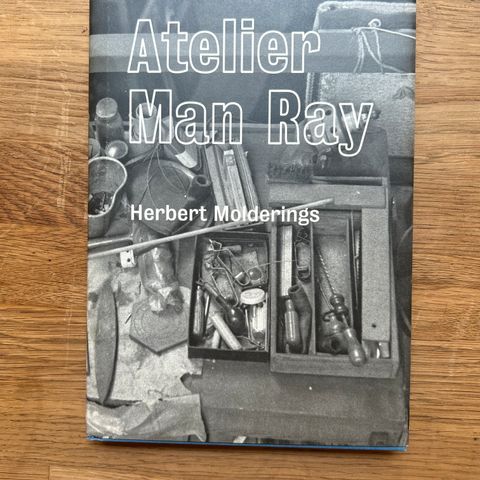 Atelier
Man Ray
Herbert Molderings